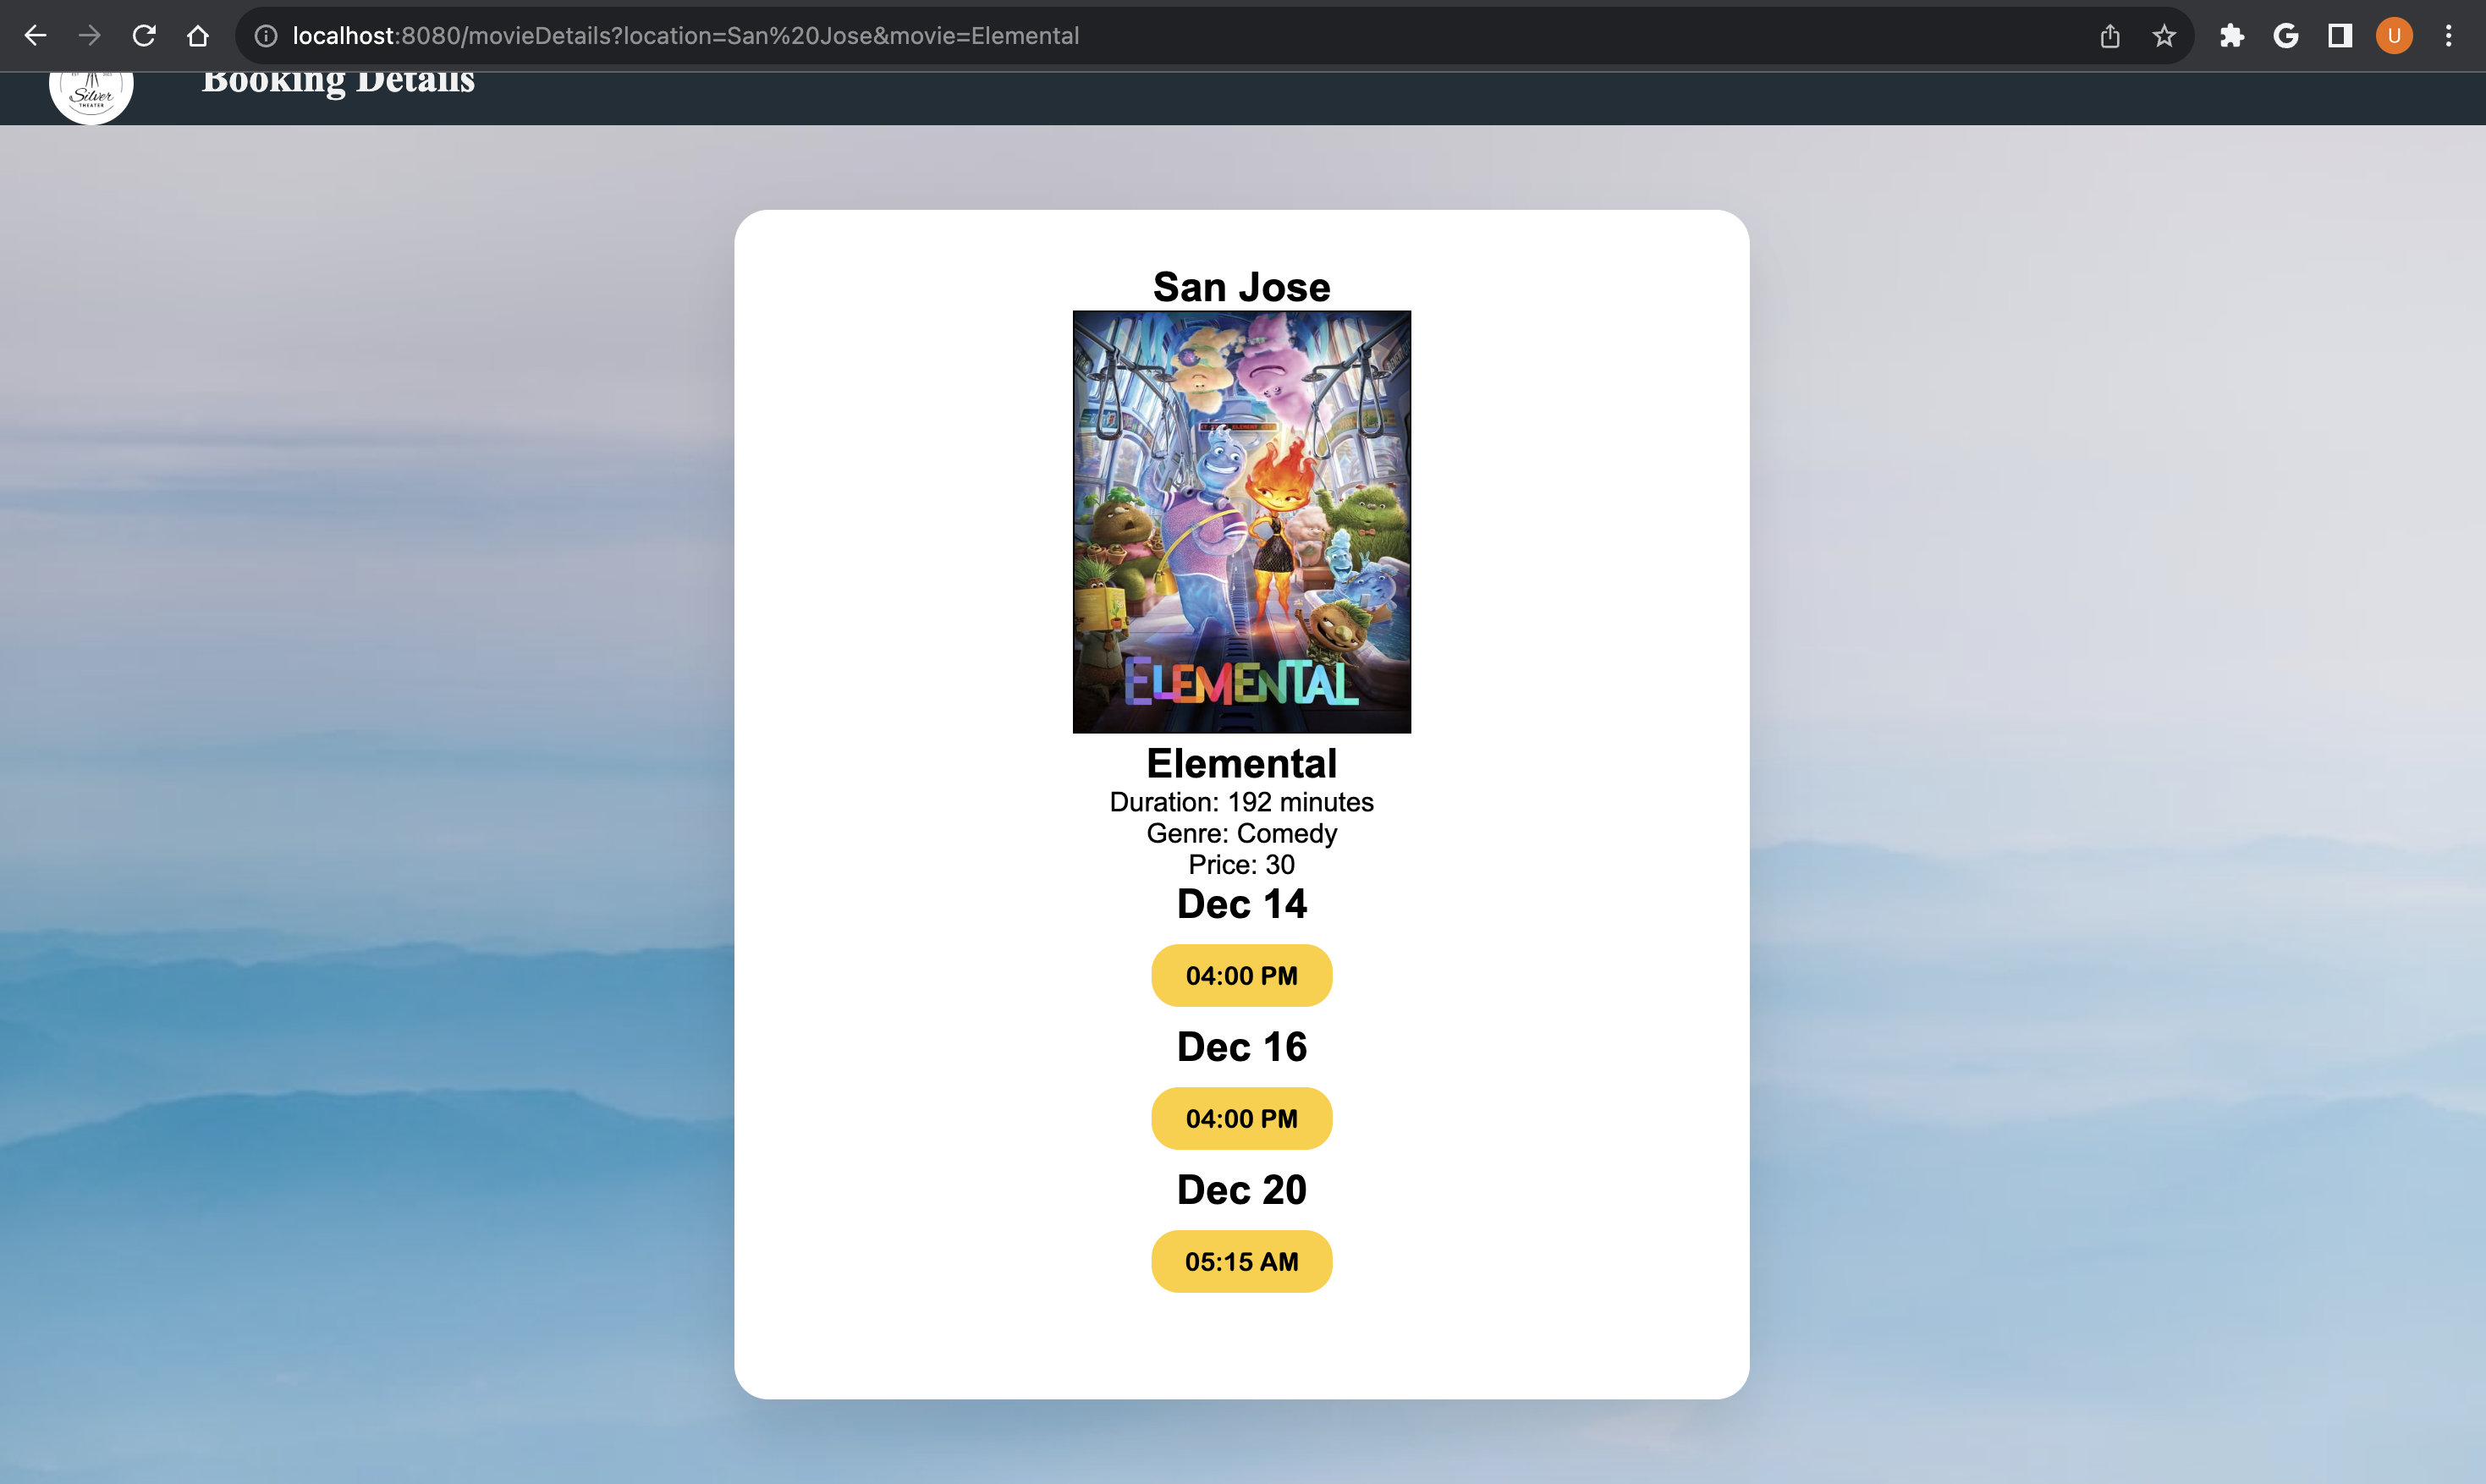 localhost:8080/movieDetails?location=San%20Jose&movie=Elemental
U
Silver
THEATER
Booking Details
San Jose
ELEMENTAL
Elemental
Duration: 192 minutes
Genre: Comedy
Price: 30
Dec 14
04:00 PM
Dec 16
04:00 PM
Dec 20
05:15 AM